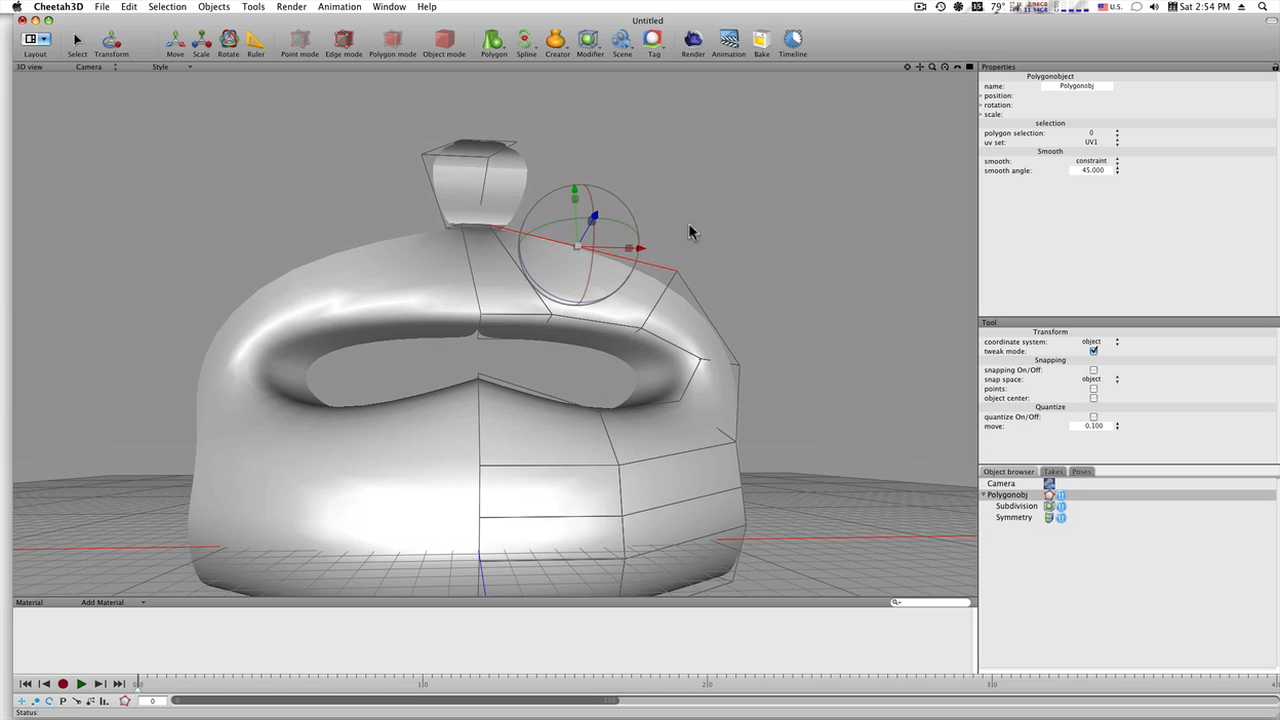 Cheetah3D File Edit Selection Objects Tools Render Animation Window Help
79° U.S. Sat 2:54 PM
Untitled
Layout Select Transform Move Scale Rotate Ruler Point mode Edge mode Polygon mode Object mode Polygon Spline Creator Modifier Scene Tag Render Animation Bake Timeline
3D view Camera Style
Properties
Polygonobject
name: Polygonobj
position:
rotation:
scale:
selection
polygon selection: 0
uv set: UV1
Smooth
smooth: constraint
smooth angle: 45.000
Tool
Transform
coordinate system: object
tweak mode:
Snapping
snapping On/Off:
snap space: object
points:
object center:
Quantize
quantize On/Off:
move: 0.100
Object browser Takes Poses
Camera
Polygonobj
Subdivision
Symmetry
Material Add Material
P 0
Status: